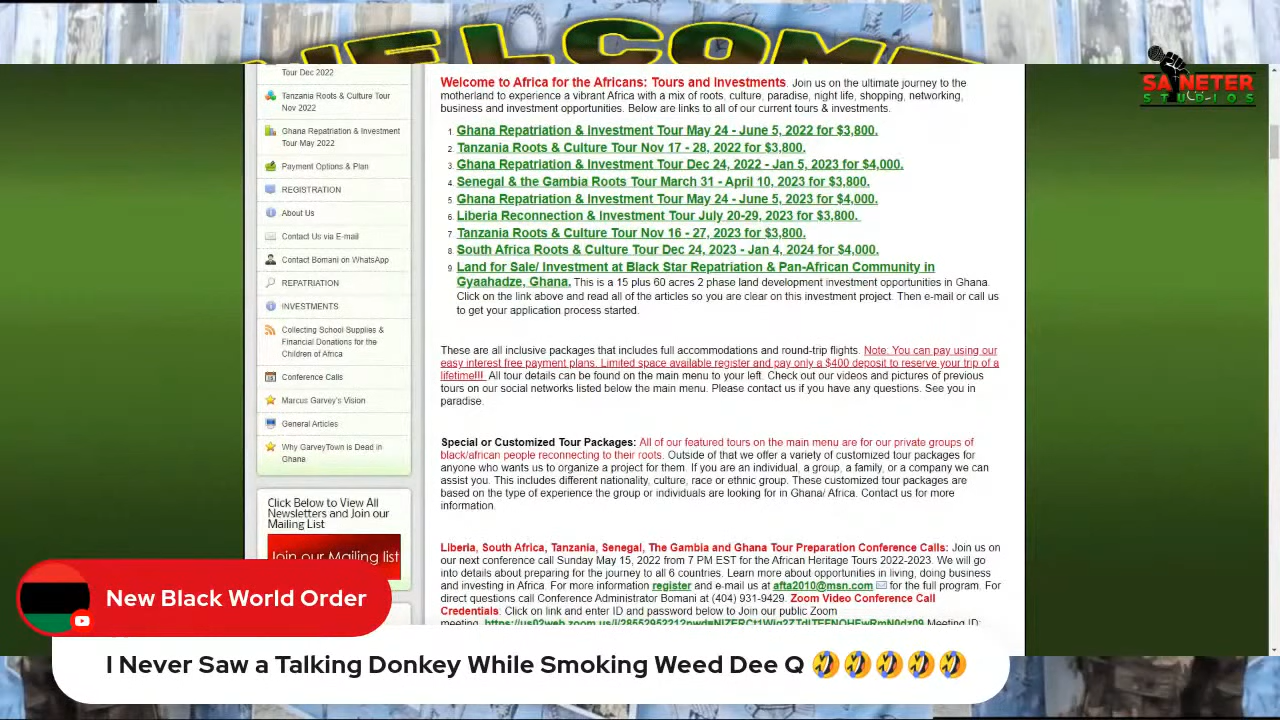 WELCOME
SANETER
STUDIOS
Tour Dec 2022
Tanzania Roots & Culture Tour
Nov 2022
Ghana Repatriation & Investment
Tour May 2022
Payment Options & Plan
REGISTRATION
About Us
Contact Us via E-mail
Contact Bomani on WhatsApp
REPATRIATION
INVESTMENTS
Collecting School Supplies &
Financial Donations for the
Children of Africa
Conference Calls
Marcus Garvey's Vision
General Articles
Why GarveyTown is Dead in
Ghana
Click Below to View All
Newsletters and Join our
Mailing List
Join our Mailing list
Welcome to Africa for the Africans: Tours and Investments. Join us on the ultimate journey to the
motherland to experience a vibrant Africa with a mix of roots, culture, paradise, night life, shopping, networking,
business and investment opportunities. Below are links to all of our current tours & investments.
1. Ghana Repatriation & Investment Tour May 24 - June 5, 2022 for $3,800.
2. Tanzania Roots & Culture Tour Nov 17 - 28, 2022 for $3,800.
3. Ghana Repatriation & Investment Tour Dec 24, 2022 - Jan 5, 2023 for $4,000.
4. Senegal & the Gambia Roots Tour March 31 - April 10, 2023 for $3,800.
5. Ghana Repatriation & Investment Tour May 24 - June 5, 2023 for $4,000.
6. Liberia Reconnection & Investment Tour July 20-29, 2023 for $3,800.
7. Tanzania Roots & Culture Tour Nov 16 - 27, 2023 for $3,800.
8. South Africa Roots & Culture Tour Dec 24, 2023 - Jan 4, 2024 for $4,000.
9. Land for Sale/ Investment at Black Star Repatriation & Pan-African Community in
Gyaahadze, Ghana. This is a 15 plus 60 acres 2 phase land development investment opportunities in Ghana.
Click on the link above and read all of the articles so you are clear on this investment project. Then e-mail or call us
to get your application process started.
These are all inclusive packages that includes full accommodations and round-trip flights. Note: You can pay using our
easy interest free payment plans. Limited space available register and pay only a $400 deposit to reserve your trip of a
lifetime!!! All tour details can be found on the main menu to your left. Check out our videos and pictures of previous
tours on our social networks listed below the main menu. Please contact us if you have any questions. See you in
paradise.
Special or Customized Tour Packages: All of our featured tours on the main menu are for our private groups of
black/african people reconnecting to their roots. Outside of that we offer a variety of customized tour packages for
anyone who wants us to organize a project for them. If you are an individual, a group, a family, or a company we can
assist you. This includes different nationality, culture, race or ethnic group. These customized tour packages are
based on the type of experience the group or individuals are looking for in Ghana/ Africa. Contact us for more
information.
Liberia, South Africa, Tanzania, Senegal, The Gambia and Ghana Tour Preparation Conference Calls: Join us on
our next conference call Sunday May 15, 2022 from 7 PM EST for the African Heritage Tours 2022-2023. We will go
into details about preparing for the journey to all 6 countries. Learn more about opportunities in living, doing business
and investing in Africa. For more information register and e-mail us at afta2010@msn.com for the full program. For
direct questions call Conference Administrator Bomani at (404) 931-9429. Zoom Video Conference Call
Credentials: Click on link and enter ID and password below to Join our public Zoom
meeting. Meeting ID:
New Black World Order
I Never Saw a Talking Donkey While Smoking Weed Dee Q 🤣🤣🤣🤣🤣